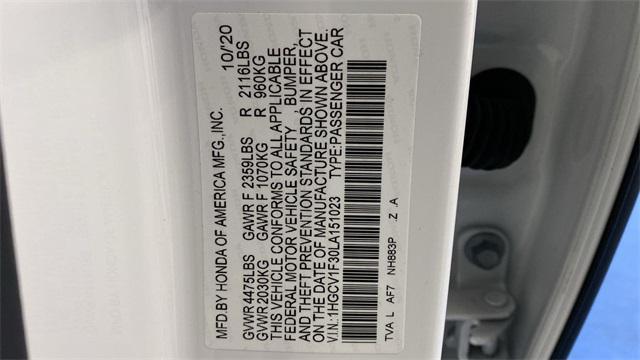 MFD.BY HONDA OF AMERICA MFG.,INC. 10/'20
GVWR 4475LBS GAWR F 2359LBS R 2116LBS
GVWR 2030KG GAWR F 1070KG R 960KG
THIS VEHICLE CONFORMS TO ALL APPLICABLE
FEDERAL MOTOR VEHICLE SAFETY, BUMPER,
AND THEFT PREVENTION STANDARDS IN EFFECT
ON THE DATE OF MANUFACTURE SHOWN ABOVE.
V.I.N.:1HGCV1F30LA151023 TYPE:PASSENGER CAR
TVA L AF7 NH883P .Z .A